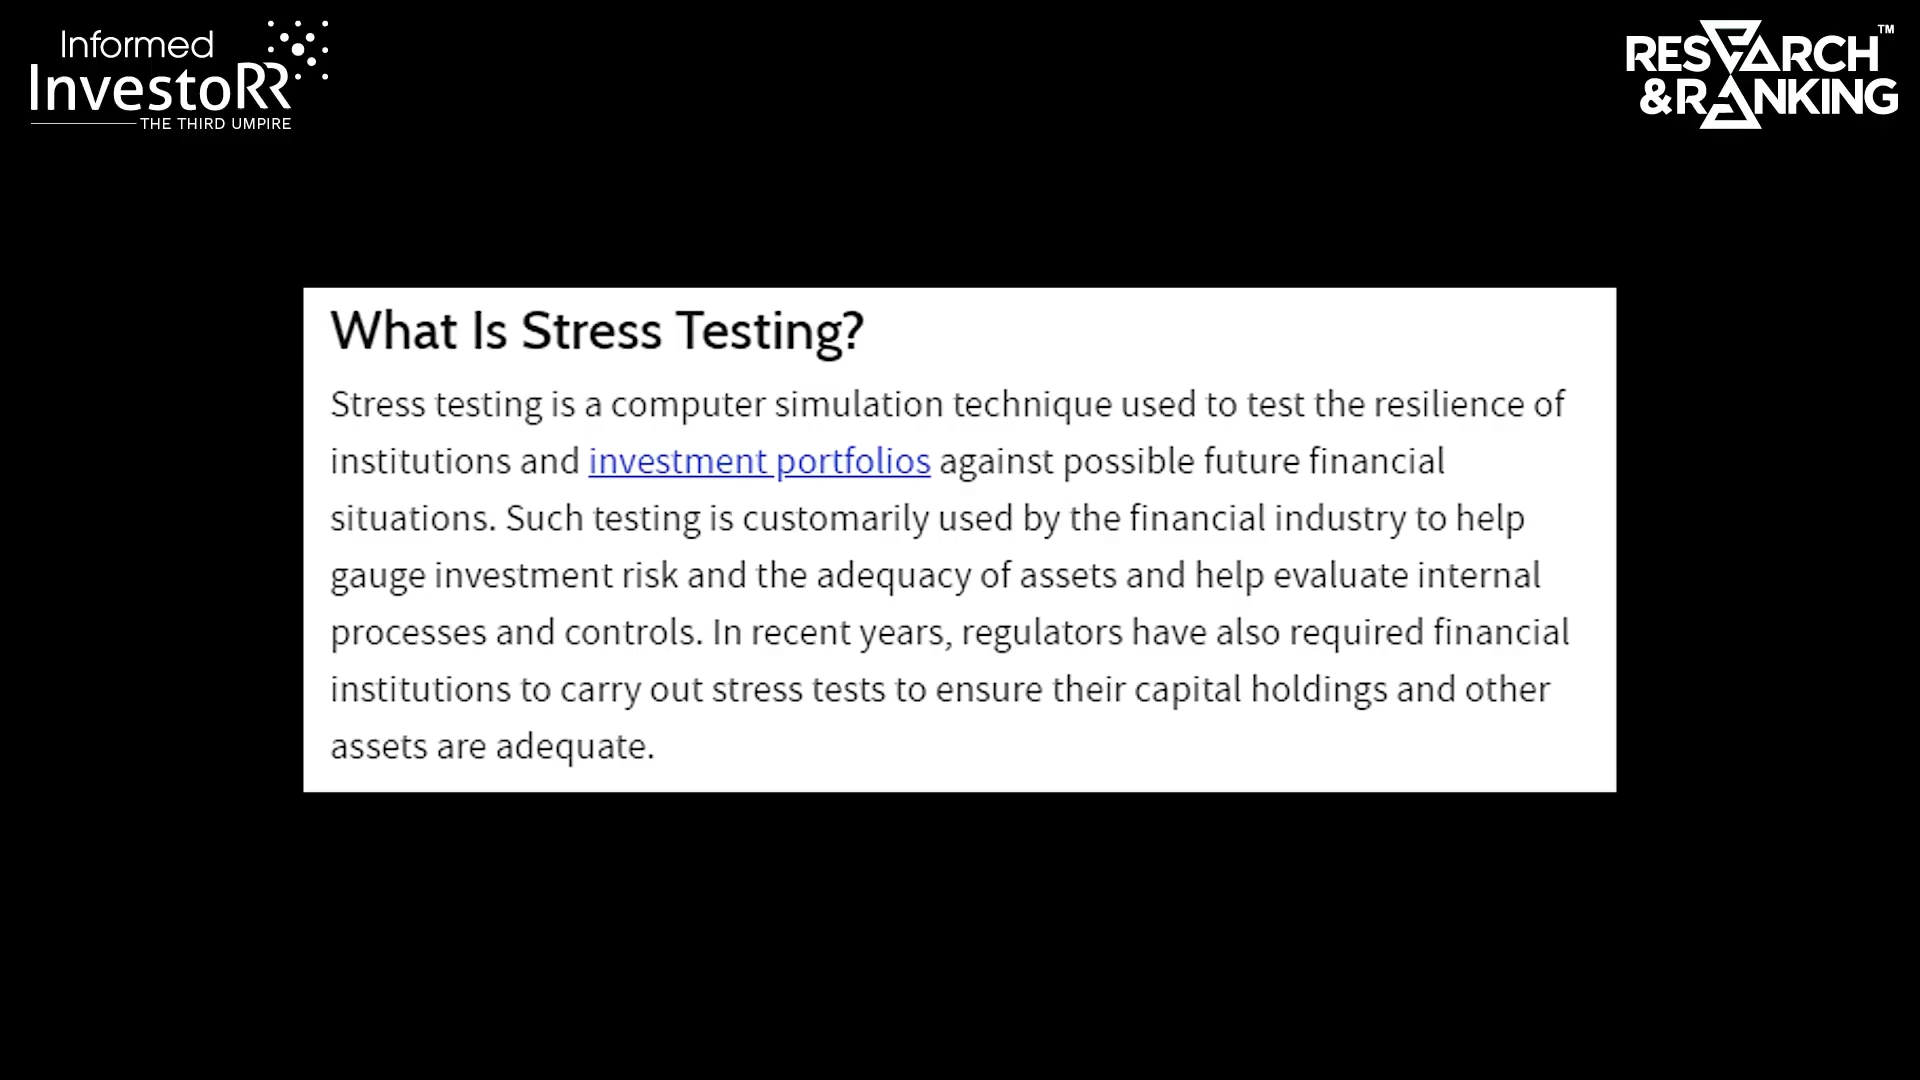 Informed
InvestoRR
THE THIRD UMPIRE
RESEARCH™
&RANKING
What Is Stress Testing?
Stress testing is a computer simulation technique used to test the resilience of
institutions and investment portfolios against possible future financial
situations. Such testing is customarily used by the financial industry to help
gauge investment risk and the adequacy of assets and help evaluate internal
processes and controls. In recent years, regulators have also required financial
institutions to carry out stress tests to ensure their capital holdings and other
assets are adequate.